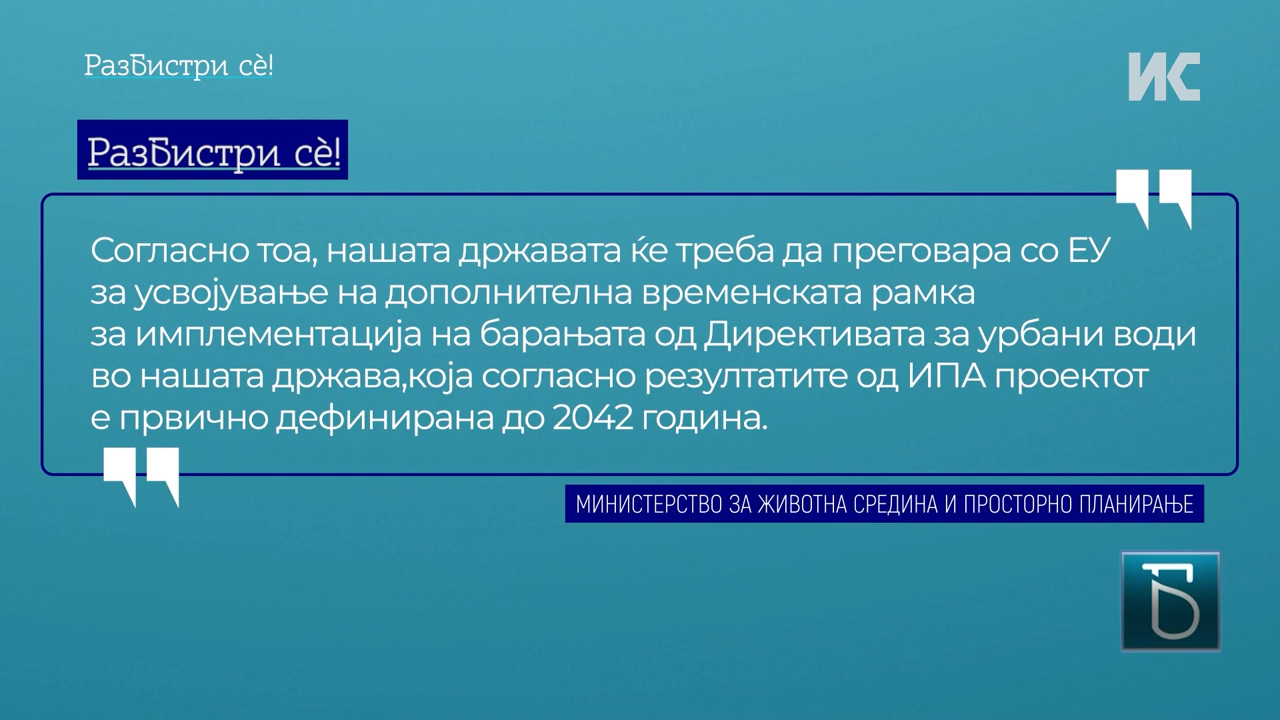 Разбистри сѐ!
ИС
Разбистри сѐ!
Согласно тоа, нашата државата ќе треба да преговара со ЕУ
за усвојување на дополнителна временската рамка
за имплементација на барањата од Директивата за урбани води
во нашата држава,која согласно резултатите од ИПА проектот
е првично дефинирана до 2042 година.
МИНИСТЕРСТВО ЗА ЖИВОТНА СРЕДИНА И ПРОСТОРНО ПЛАНИРАЊЕ
Б